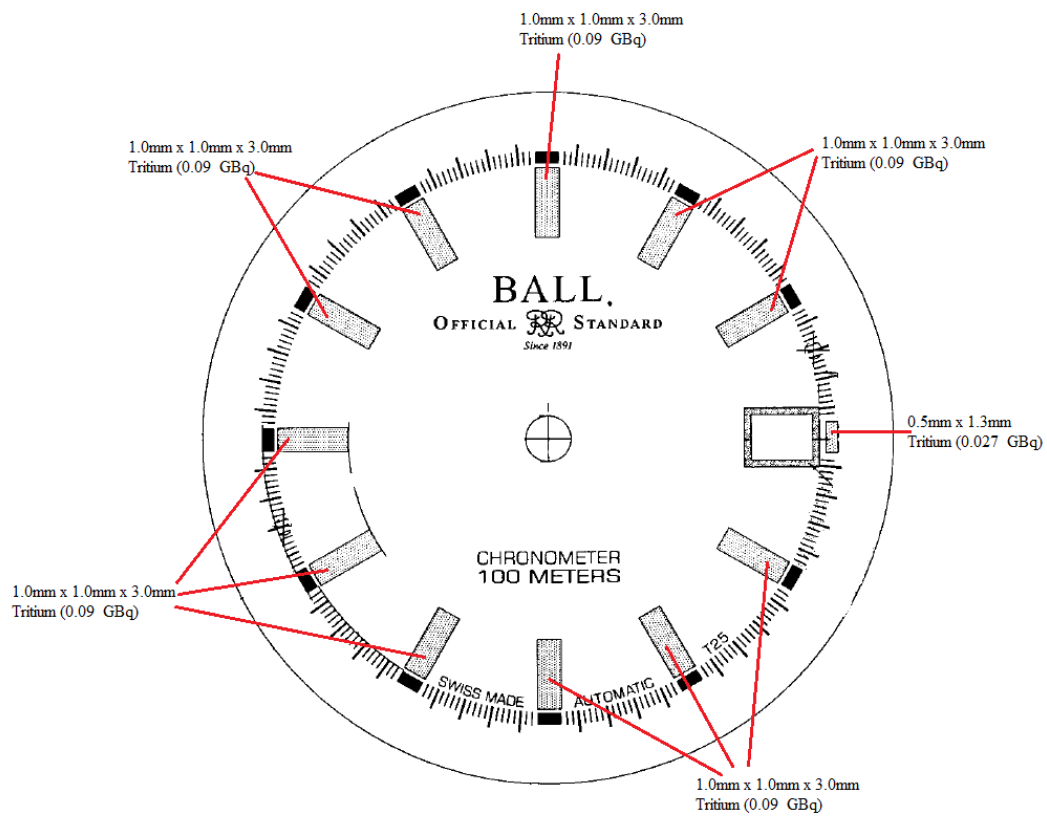 1.0mm x 1.0mm x 3.0mm
Tritium (0.09 GBq)
1.0mm x 1.0mm x 3.0mm
Tritium (0.09 GBq)
1.0mm x 1.0mm x 3.0mm
Tritium (0.09 GBq)
BALL.
OFFICIAL RR STANDARD
Since 1891
0.5mm x 1.3mm
Tritium (0.027 GBq)
CHRONOMETER
100 METERS
1.0mm x 1.0mm x 3.0mm
Tritium (0.09 GBq)
SWISS MADE
AUTOMATIC
T25
1.0mm x 1.0mm x 3.0mm
Tritium (0.09 GBq)